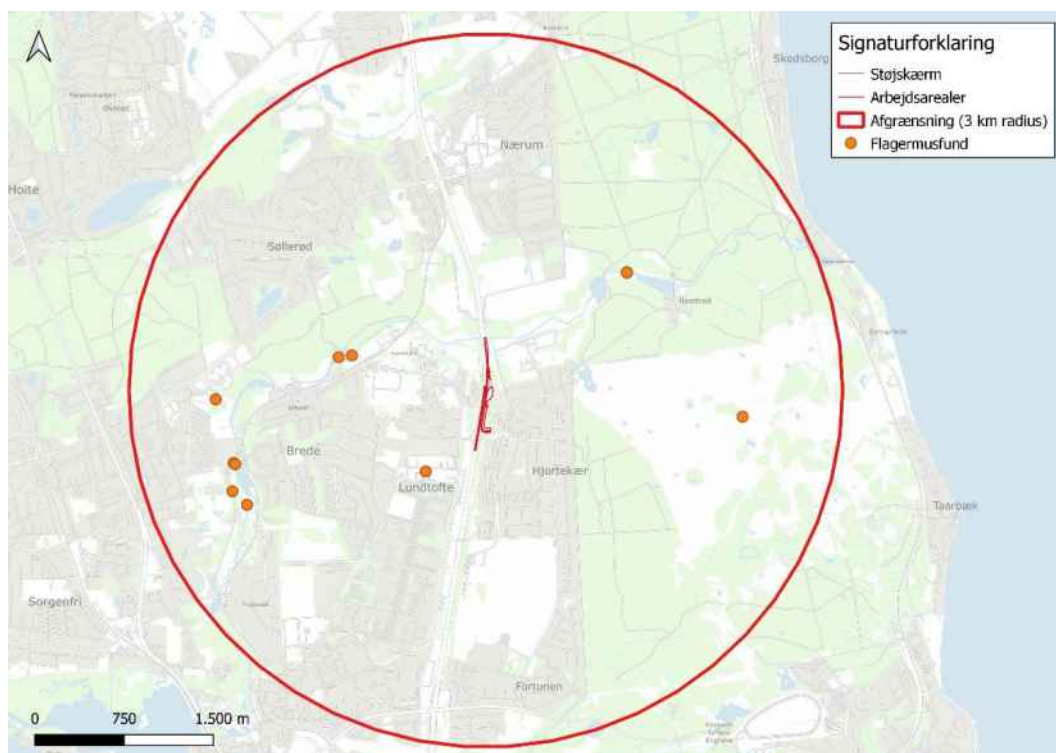 Signaturforklaring
Støjskærm
Arbejdsarealer
Afgrænsning (3 km radius)
Flagermusfund
Skodsborg
Nærum
Holte
Søllerød
Brede
Lundtofte
Hjortekær
Taarbæk
Sorgenfri
Fortunen
0 750 1.500 m